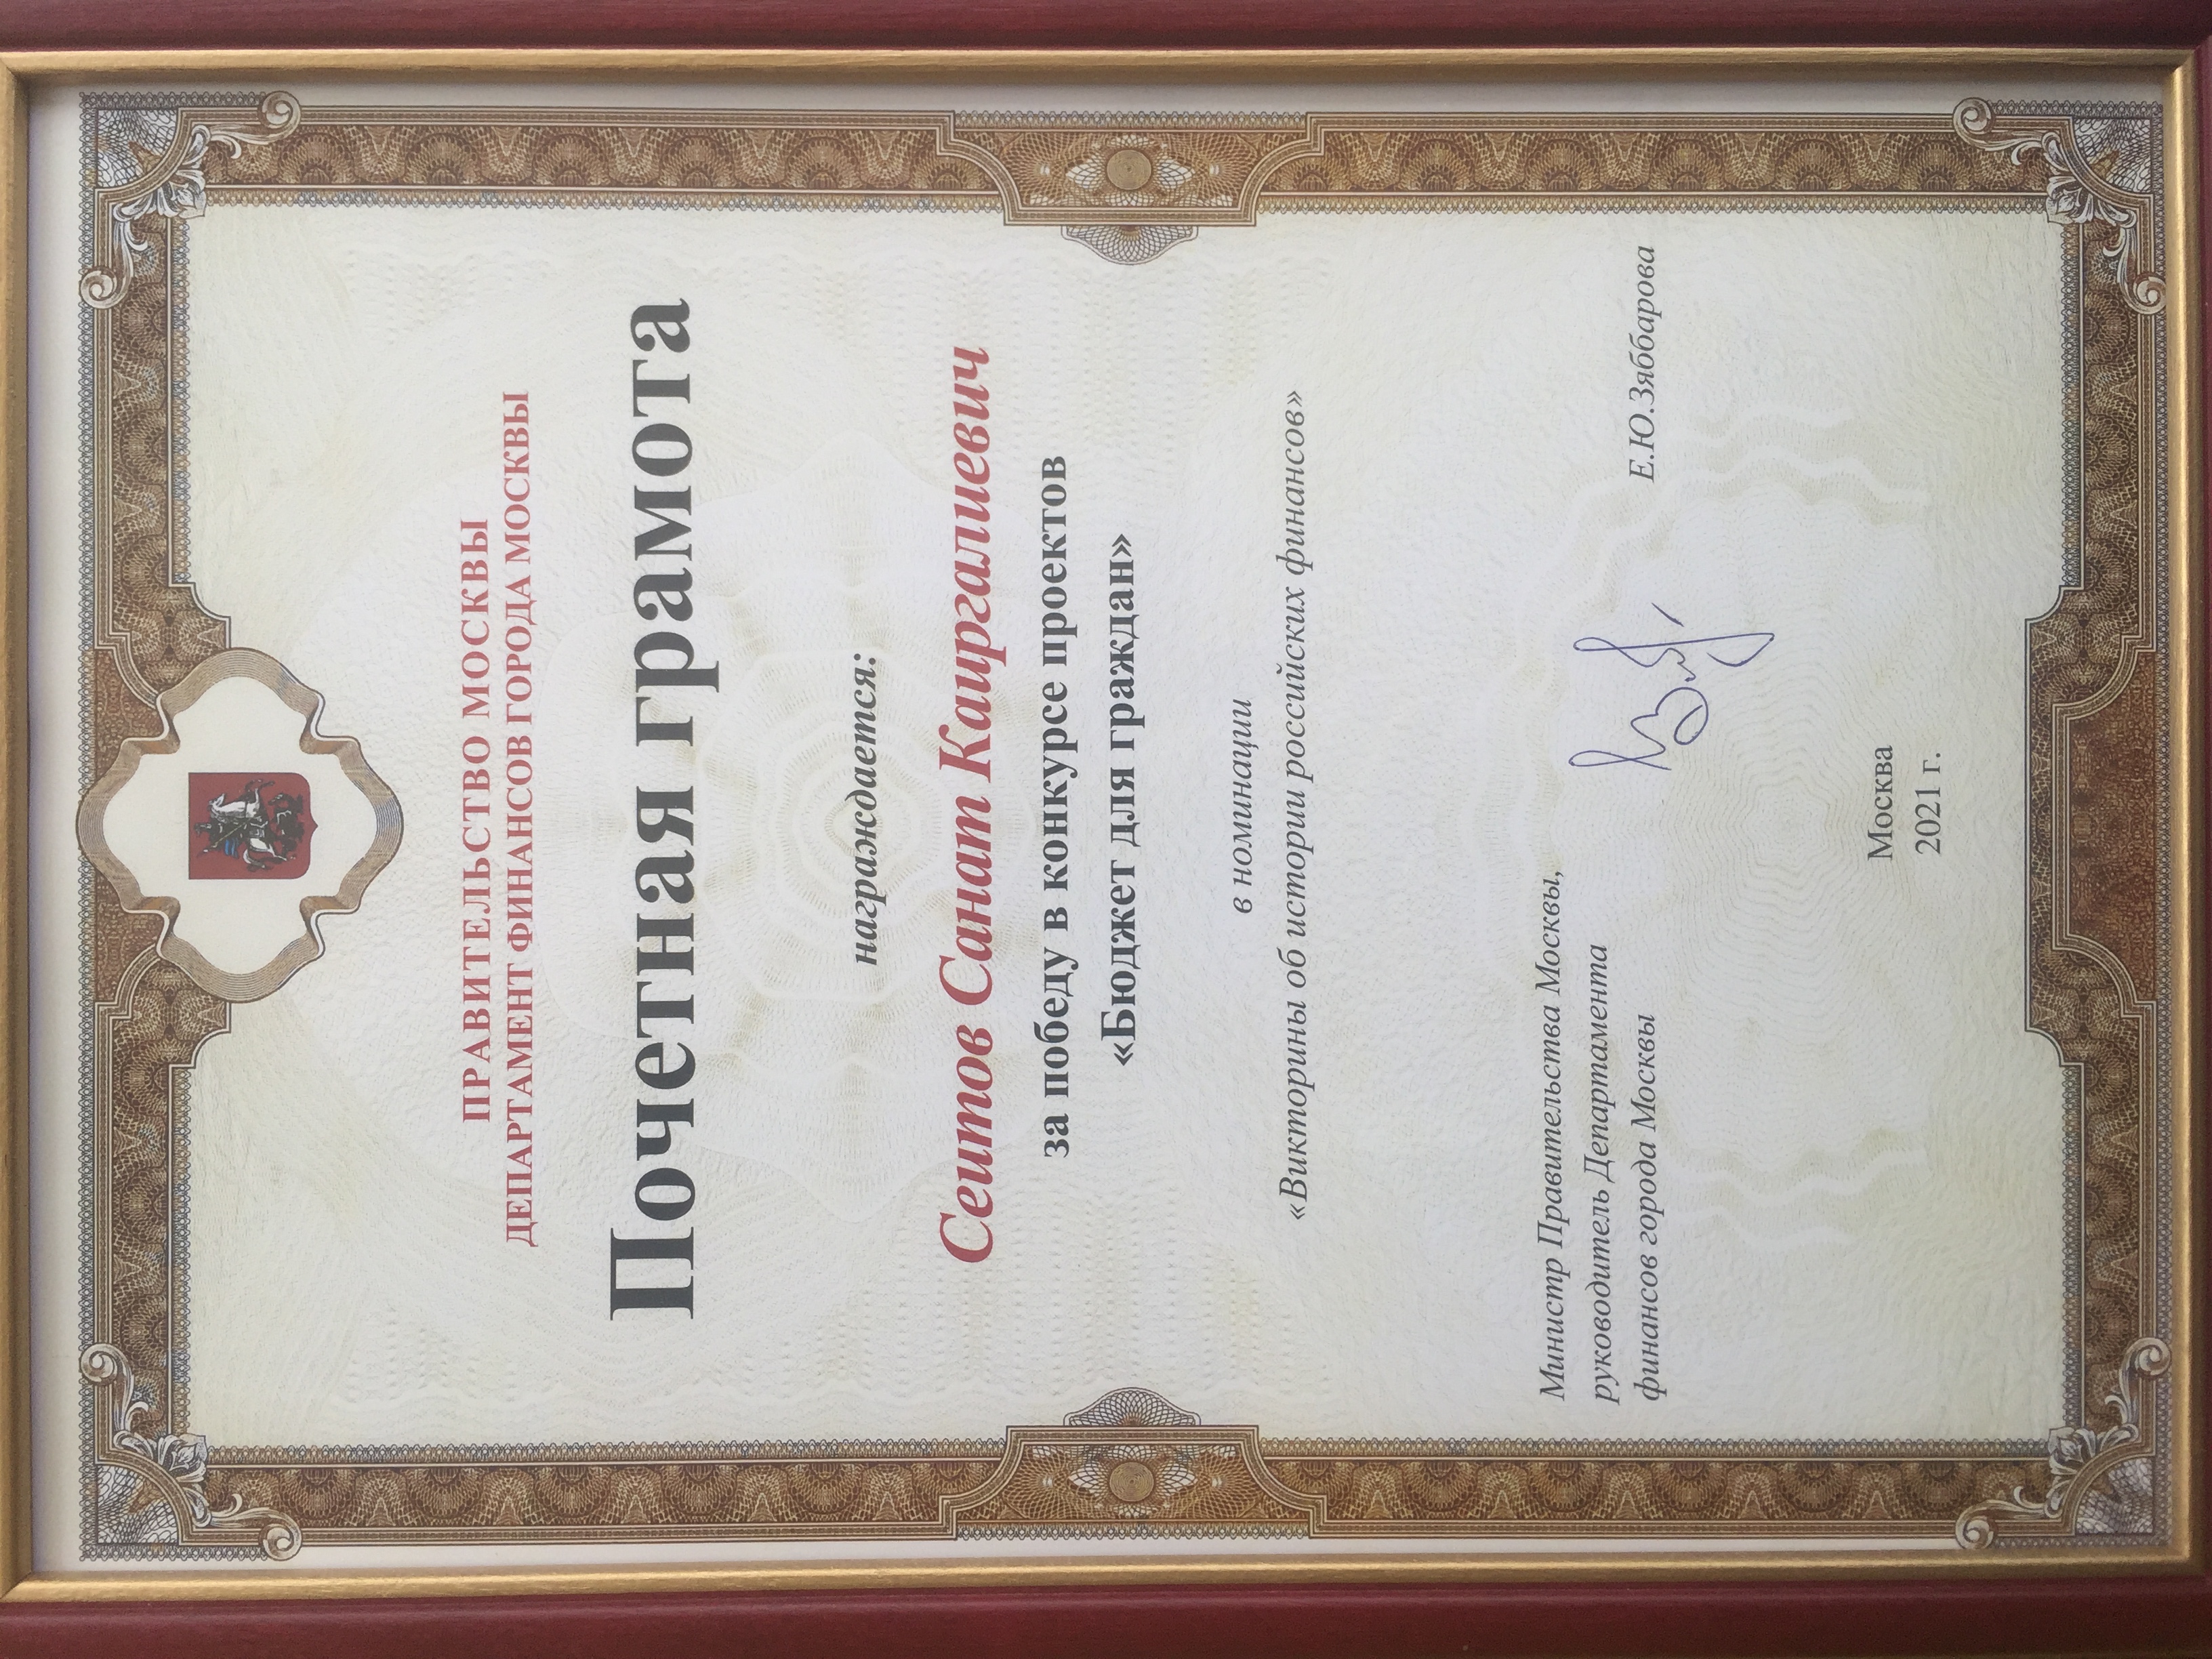 ПРАВИТЕЛЬСТВО МОСКВЫ
ДЕПАРТАМЕНТ ФИНАНСОВ ГОРОДА МОСКВЫ
Почетная грамота
награждается:
Сеитов Санат Каиргалиевич
за победу в конкурсе проектов
«Бюджет для граждан»
в номинации
«Викторины об истории российских финансов»
Министр Правительства Москвы,
руководитель Департамента
финансов города Москвы
Е.Ю.Зяббарова
Москва
2021 г.